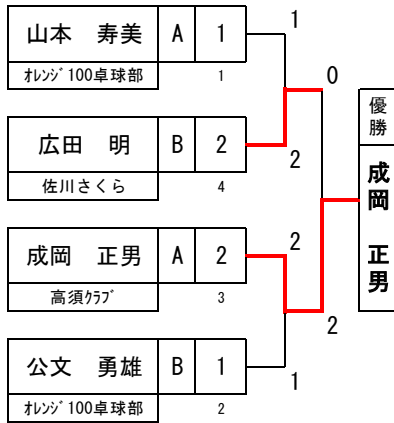 山本 寿美 A 1
ｵﾚﾝｼﾞ100卓球部 1
広田 明 B 2
佐川さくら 4
成岡 正男 A 2
高須ｸﾗﾌﾞ 3
公文 勇雄 B 1
ｵﾚﾝｼﾞ100卓球部 2
1
2
2
1
0
2
優勝
成岡 正男